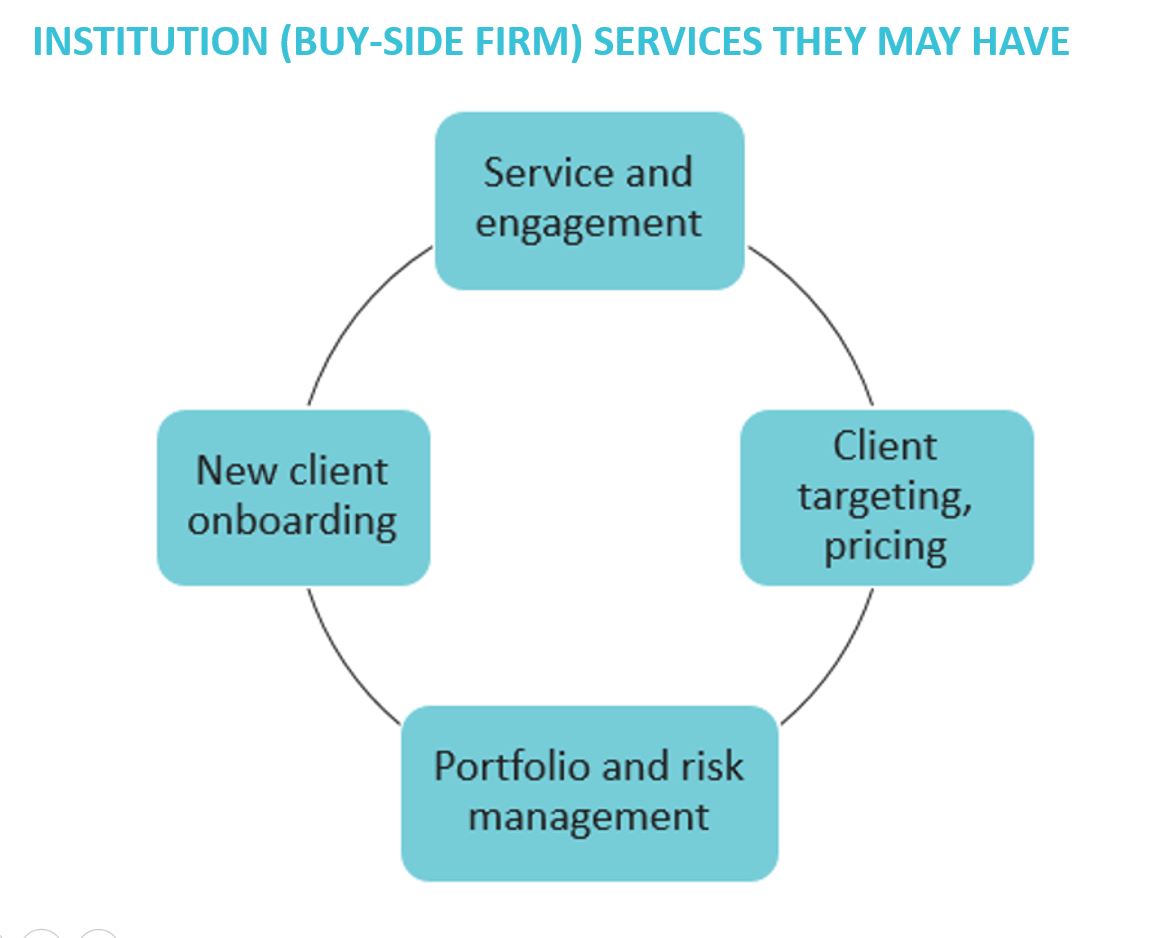 INSTITUTION (BUY-SIDE FIRM) SERVICES THEY MAY HAVE
Service and
engagement
New client
onboarding
Client
targeting,
pricing
Portfolio and risk
management